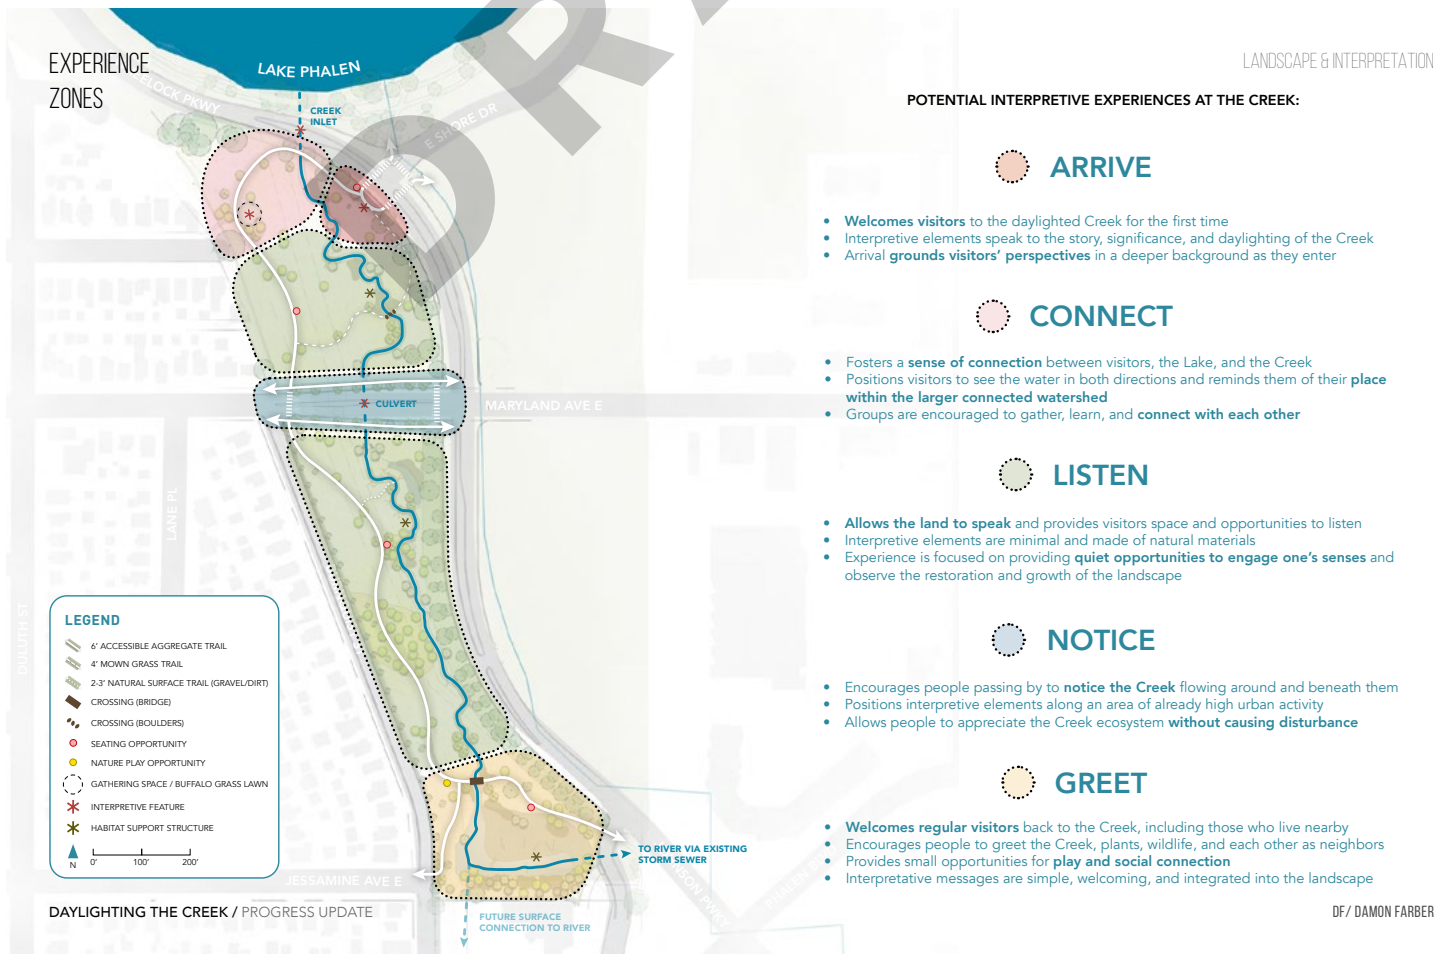 EXPERIENCE
ZONES
LANDSCAPE & INTERPRETATION
LAKE PHALEN
CREEK
INLET
E SHORE DR
CULVERT
MARYLAND AVE E
LANE PL
DULUTH ST
JESSAMINE AVE E
TO RIVER VIA EXISTING
STORM SEWER
FUTURE SURFACE
CONNECTION TO RIVER
LEGEND
6' ACCESSIBLE AGGREGATE TRAIL
4' MOWN GRASS TRAIL
2-3' NATURAL SURFACE TRAIL (GRAVEL/DIRT)
CROSSING (BRIDGE)
CROSSING (BOULDERS)
SEATING OPPORTUNITY
NATURE PLAY OPPORTUNITY
GATHERING SPACE / BUFFALO GRASS LAWN
INTERPRETIVE FEATURE
HABITAT SUPPORT STRUCTURE
N 0' 100' 200'
DAYLIGHTING THE CREEK / PROGRESS UPDATE
POTENTIAL INTERPRETIVE EXPERIENCES AT THE CREEK:
ARRIVE
• Welcomes visitors to the daylighted Creek for the first time
• Interpretive elements speak to the story, significance, and daylighting of the Creek
• Arrival grounds visitors' perspectives in a deeper background as they enter
CONNECT
• Fosters a sense of connection between visitors, the Lake, and the Creek
• Positions visitors to see the water in both directions and reminds them of their place
within the larger connected watershed
• Groups are encouraged to gather, learn, and connect with each other
LISTEN
• Allows the land to speak and provides visitors space and opportunities to listen
• Interpretive elements are minimal and made of natural materials
• Experience is focused on providing quiet opportunities to engage one's senses and
observe the restoration and growth of the landscape
NOTICE
• Encourages people passing by to notice the Creek flowing around and beneath them
• Positions interpretive elements along an area of already high urban activity
• Allows people to appreciate the Creek ecosystem without causing disturbance
GREET
• Welcomes regular visitors back to the Creek, including those who live nearby
• Encourages people to greet the Creek, plants, wildlife, and each other as neighbors
• Provides small opportunities for play and social connection
• Interpretative messages are simple, welcoming, and integrated into the landscape
DF/ DAMON FARBER